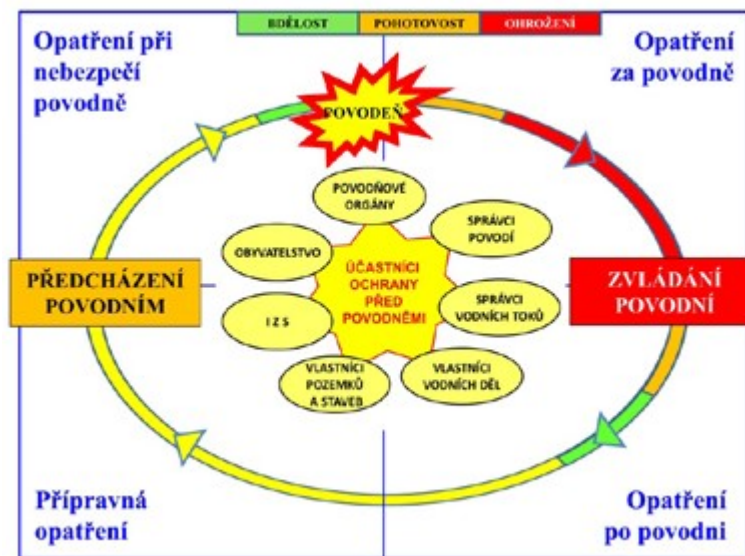 BDĚLOST POHOTOVOST OHROŽENÍ
Opatření při
nebezpečí
povodně
Opatření
za povodně
POVODEŇ
POVODŇOVÉ
ORGÁNY
SPRÁVCI
POVODÍ
OBYVATELSTVO
ÚČASTNÍCI
OCHRANY
PŘED
POVODNĚMI
PŘEDCHÁZENÍ
POVODNÍM
ZVLÁDÁNÍ
POVODNÍ
I Z S
SPRÁVCI
VODNÍCH TOKŮ
VLASTNÍCI
POZEMKŮ
A STAVEB
VLASTNÍCI
VODNÍCH DĚL
Přípravná
opatření
Opatření
po povodni